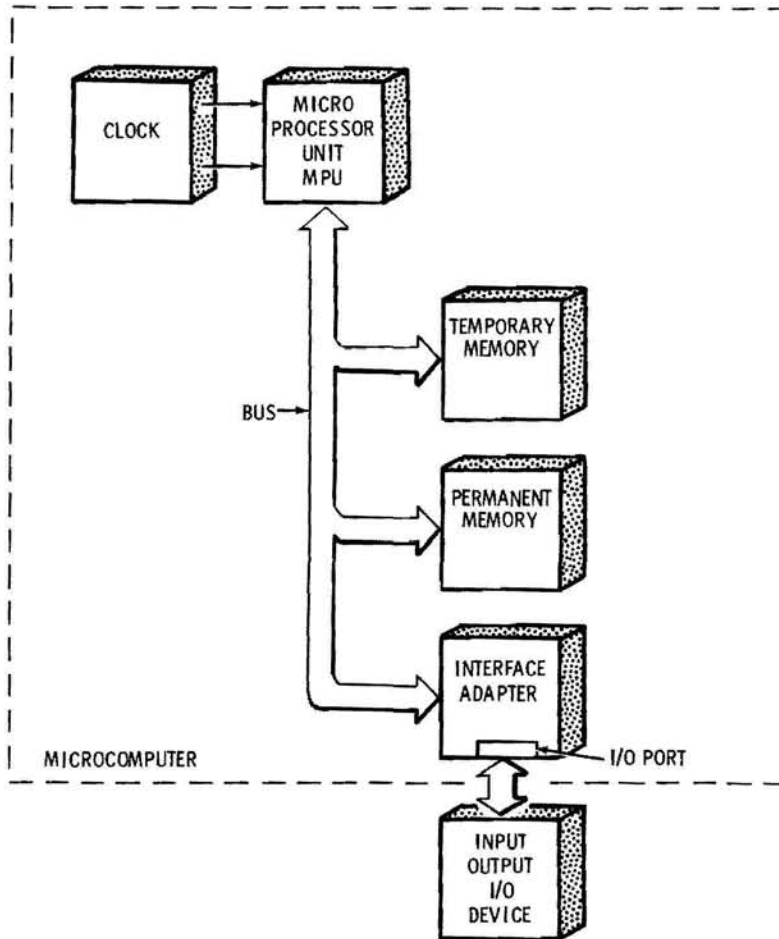 CLOCK
MICRO
PROCESSOR
UNIT
MPU
TEMPORARY
MEMORY
BUS
PERMANENT
MEMORY
INTERFACE
ADAPTER
I/O PORT
MICROCOMPUTER
INPUT
OUTPUT
I/O
DEVICE